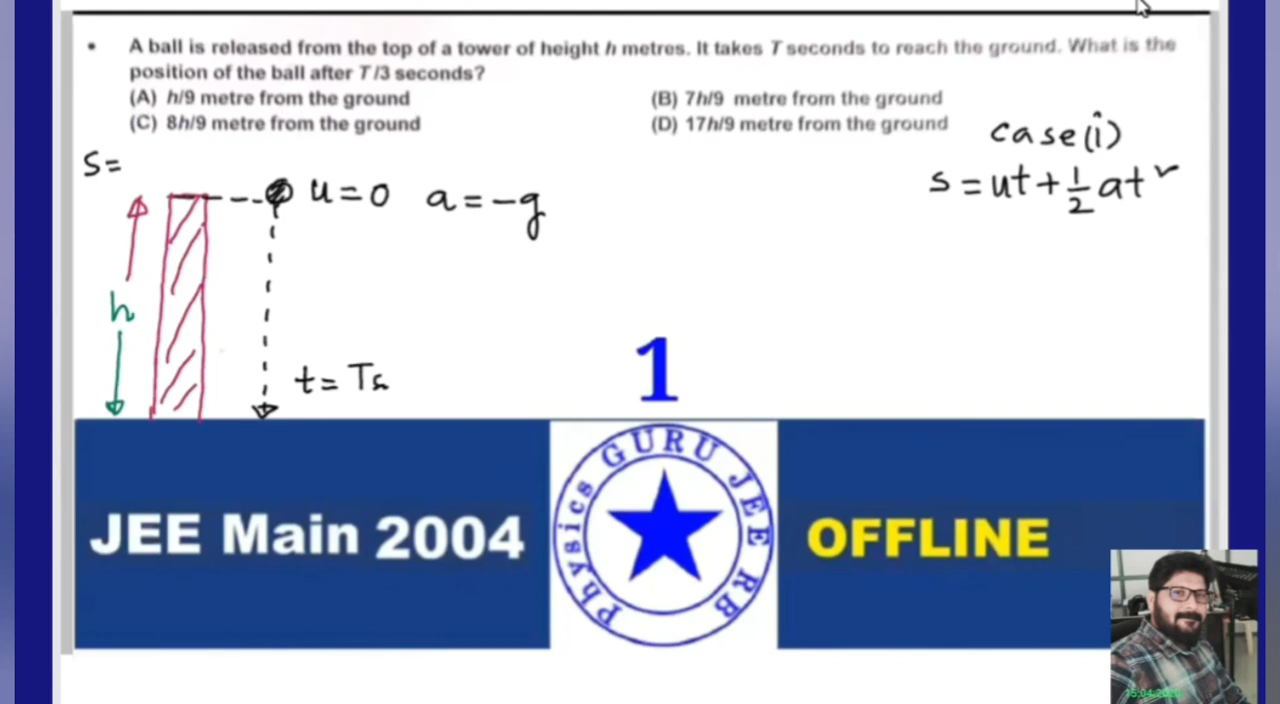 • A ball is released from the top of a tower of height h metres. It takes T seconds to reach the ground. What is the
position of the ball after T/3 seconds?
(A) h/9 metre from the ground
(B) 7h/9 metre from the ground
(C) 8h/9 metre from the ground
(D) 17h/9 metre from the ground
case(i)
S=
u=0 a=-g
s=ut+½at²
h
t= Ts
1
JEE Main 2004
Physics GURU JEE RB
OFFLINE